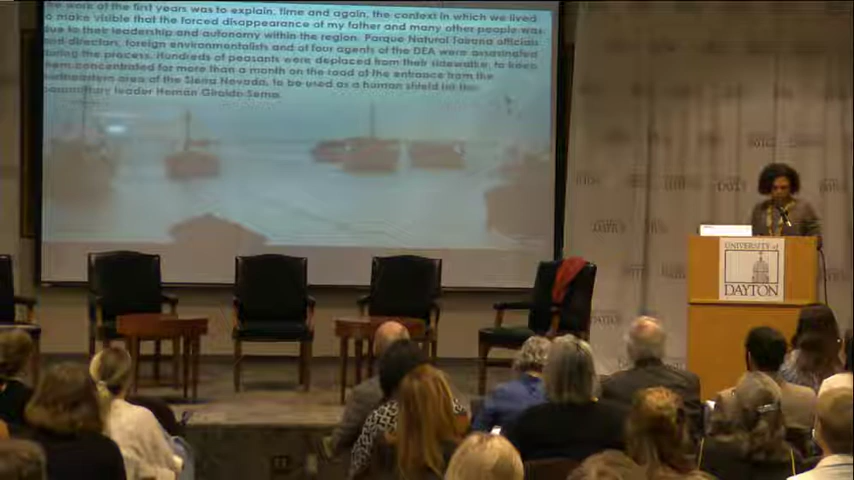 he work of the first years was to explain, time and again, the context in which we lived
o make visible that the forced disappearance of my father and many other people was
due to their leadership and autonomy within the region. Parque Natural Tairona officials
and directors, foreign environmentalists and of four agents of the DEA were assassinated
during the process. Hundreds of peasants were deplaced from their sidewalks, to keep
them concentrated for more than a month on the road at the entrance from the
northeastern area of the Sierra Nevada, to be used as a human shield for the
paramilitary leader Hernán Giraldo Serna.
UNIVERSITY of
DAYTON